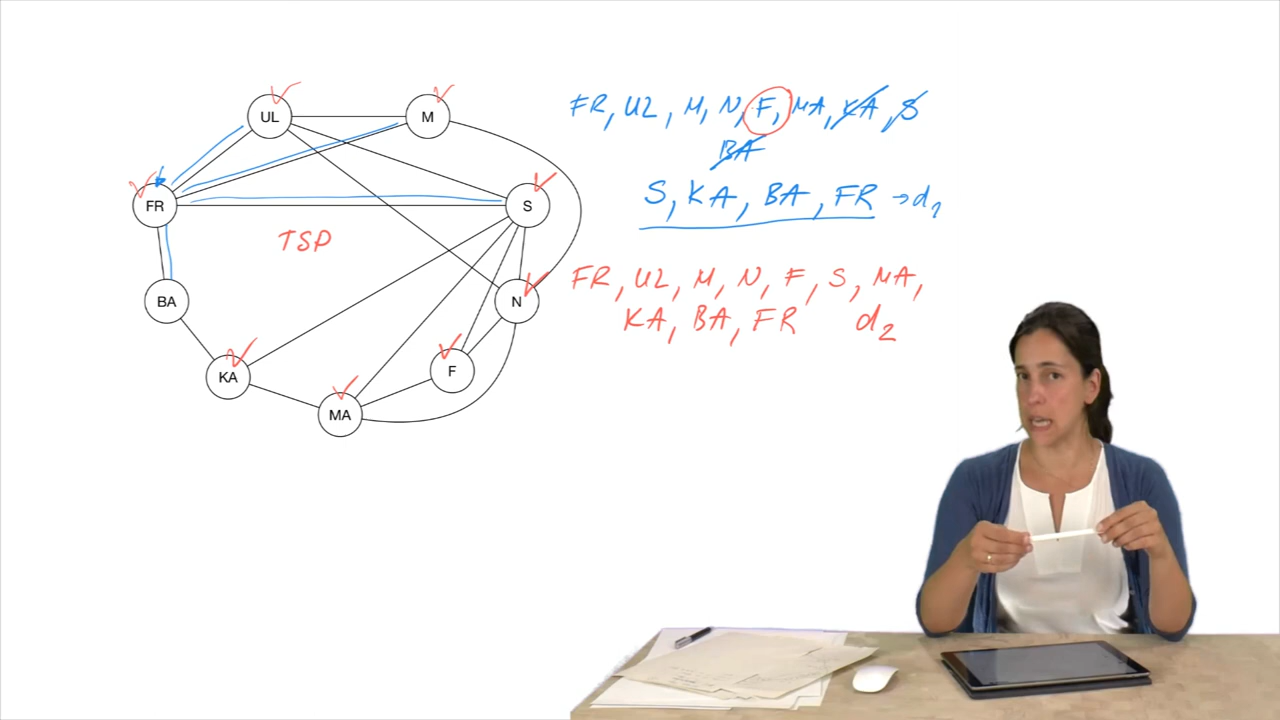 UL
M
FR
S
BA
N
KA
F
MA
TSP
FR, UL, M, N, F, MA, KA, S
BA
S, KA, BA, FR → d1
FR, UL, M, N, F, S, MA,
KA, BA, FR d2